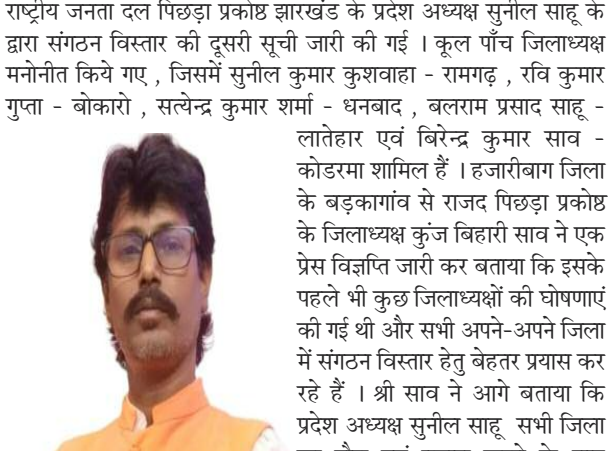 राष्ट्रीय जनता दल पिछड़ा प्रकोष्ठ झारखंड के प्रदेश अध्यक्ष सुनील साहू के
द्वारा संगठन विस्तार की दूसरी सूची जारी की गई । कूल पाँच जिलाध्यक्ष
मनोनीत किये गए , जिसमें सुनील कुमार कुशवाहा - रामगढ़ , रवि कुमार
गुप्ता - बोकारो , सत्येन्द्र कुमार शर्मा - धनबाद , बलराम प्रसाद साहू -
लातेहार एवं बिरेन्द्र कुमार साव -
कोडरमा शामिल हैं । हजारीबाग जिला
के बड़कागांव से राजद पिछड़ा प्रकोष्ठ
के जिलाध्यक्ष कुंज बिहारी साव ने एक
प्रेस विज्ञप्ति जारी कर बताया कि इसके
पहले भी कुछ जिलाध्यक्षों की घोषणाएं
की गई थी और सभी अपने-अपने जिला
में संगठन विस्तार हेतु बेहतर प्रयास कर
रहे हैं । श्री साव ने आगे बताया कि
प्रदेश अध्यक्ष सुनील साहू सभी जिला